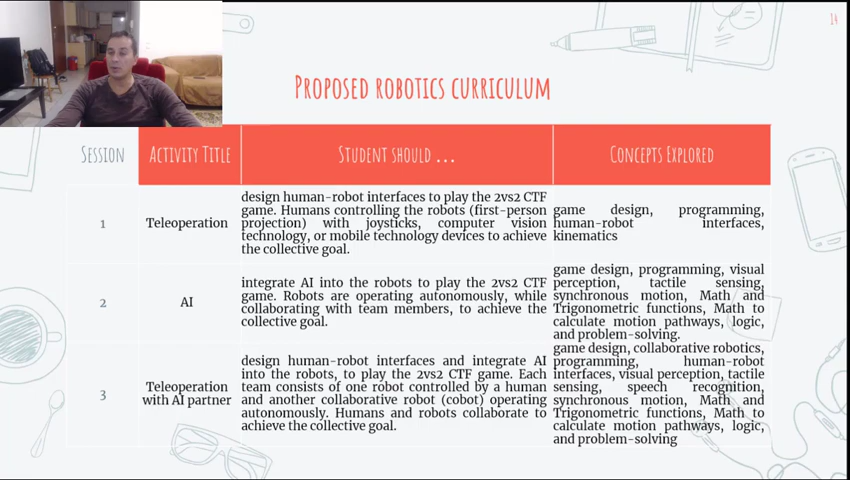 14
Proposed robotics curriculum
Session
Activity Title
Student should ...
Concepts Explored
1
Teleoperation
design human-robot interfaces to play the 2vs2 CTF
game. Humans controlling the robots (first-person
projection) with joysticks, computer vision
technology, or mobile technology devices to achieve
the collective goal.
game design, programming,
human-robot interfaces,
kinematics
2
AI
integrate AI into the robots to play the 2vs2 CTF
game. Robots are operating autonomously, while
collaborating with team members, to achieve the
collective goal.
game design, programming, visual
perception, tactile sensing,
synchronous motion, Math and
Trigonometric functions, Math to
calculate motion pathways, logic,
and problem-solving.
3
Teleoperation
with AI partner
design human-robot interfaces and integrate AI
into the robots, to play the 2vs2 CTF game. Each
team consists of one robot controlled by a human
and another collaborative robot (cobot) operating
autonomously. Humans and robots collaborate to
achieve the collective goal.
game design, collaborative robotics,
programming, human-robot
interfaces, visual perception, tactile
sensing, speech recognition,
synchronous motion, Math and
Trigonometric functions, Math to
calculate motion pathways, logic,
and problem-solving